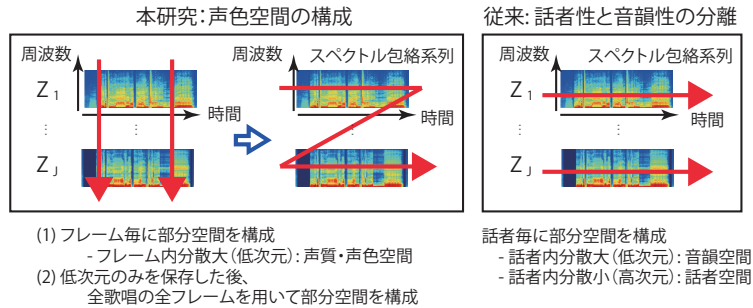 本研究：声色空間の構成
周波数
Z 1
⋮
Z J
時間
スペクトル包絡系列
周波数
Z 1
⋮
Z J
時間
(1) フレーム毎に部分空間を構成
- フレーム内分散大（低次元）：声質・声色空間
(2) 低次元のみを保存した後、
全歌唱の全フレームを用いて部分空間を構成
従来：話者性と音韻性の分離
周波数
スペクトル包絡系列
Z 1
⋮
Z J
時間
話者毎に部分空間を構成
- 話者内分散大（低次元）：音韻空間
- 話者内分散小（高次元）：話者空間